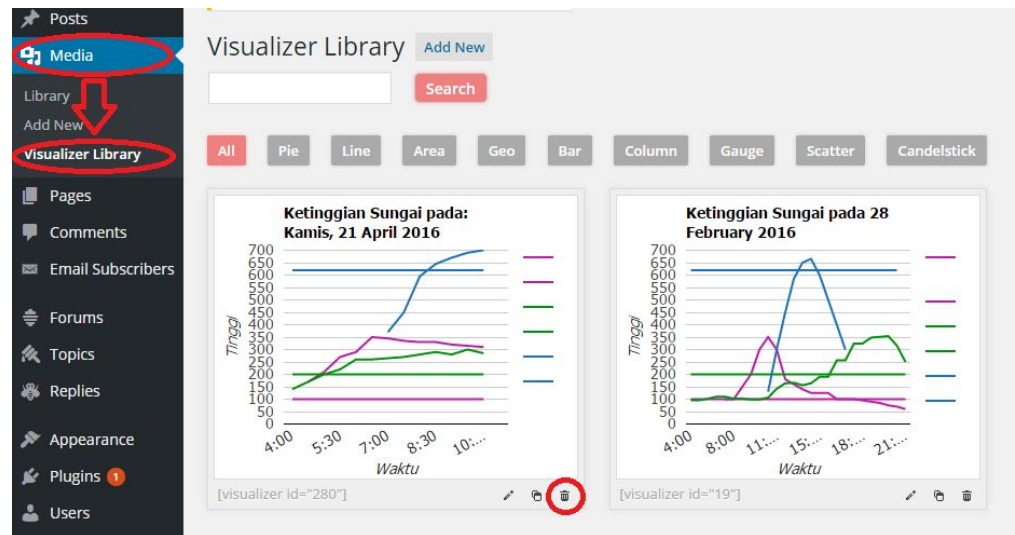 Posts
Media
Library
Add New
Visualizer Library
Pages
Comments
Email Subscribers
Forums
Topics
Replies
Appearance
Plugins 1
Users
Visualizer Library Add New
Search
All Pie Line Area Geo Bar Column Gauge Scatter Candelstick
Ketinggian Sungai pada:
Kamis, 21 April 2016
700
650
600
550
500
450
400
350
300
250
200
150
100
50
0
Tinggi
4:00 5:30 7:00 8:30 10:...
Waktu
[visualizer id="280"]
Ketinggian Sungai pada 28
February 2016
700
650
600
550
500
450
400
350
300
250
200
150
100
50
0
Tinggi
4:00 8:00 11:... 15:... 18:... 21:...
Waktu
[visualizer id="19"]